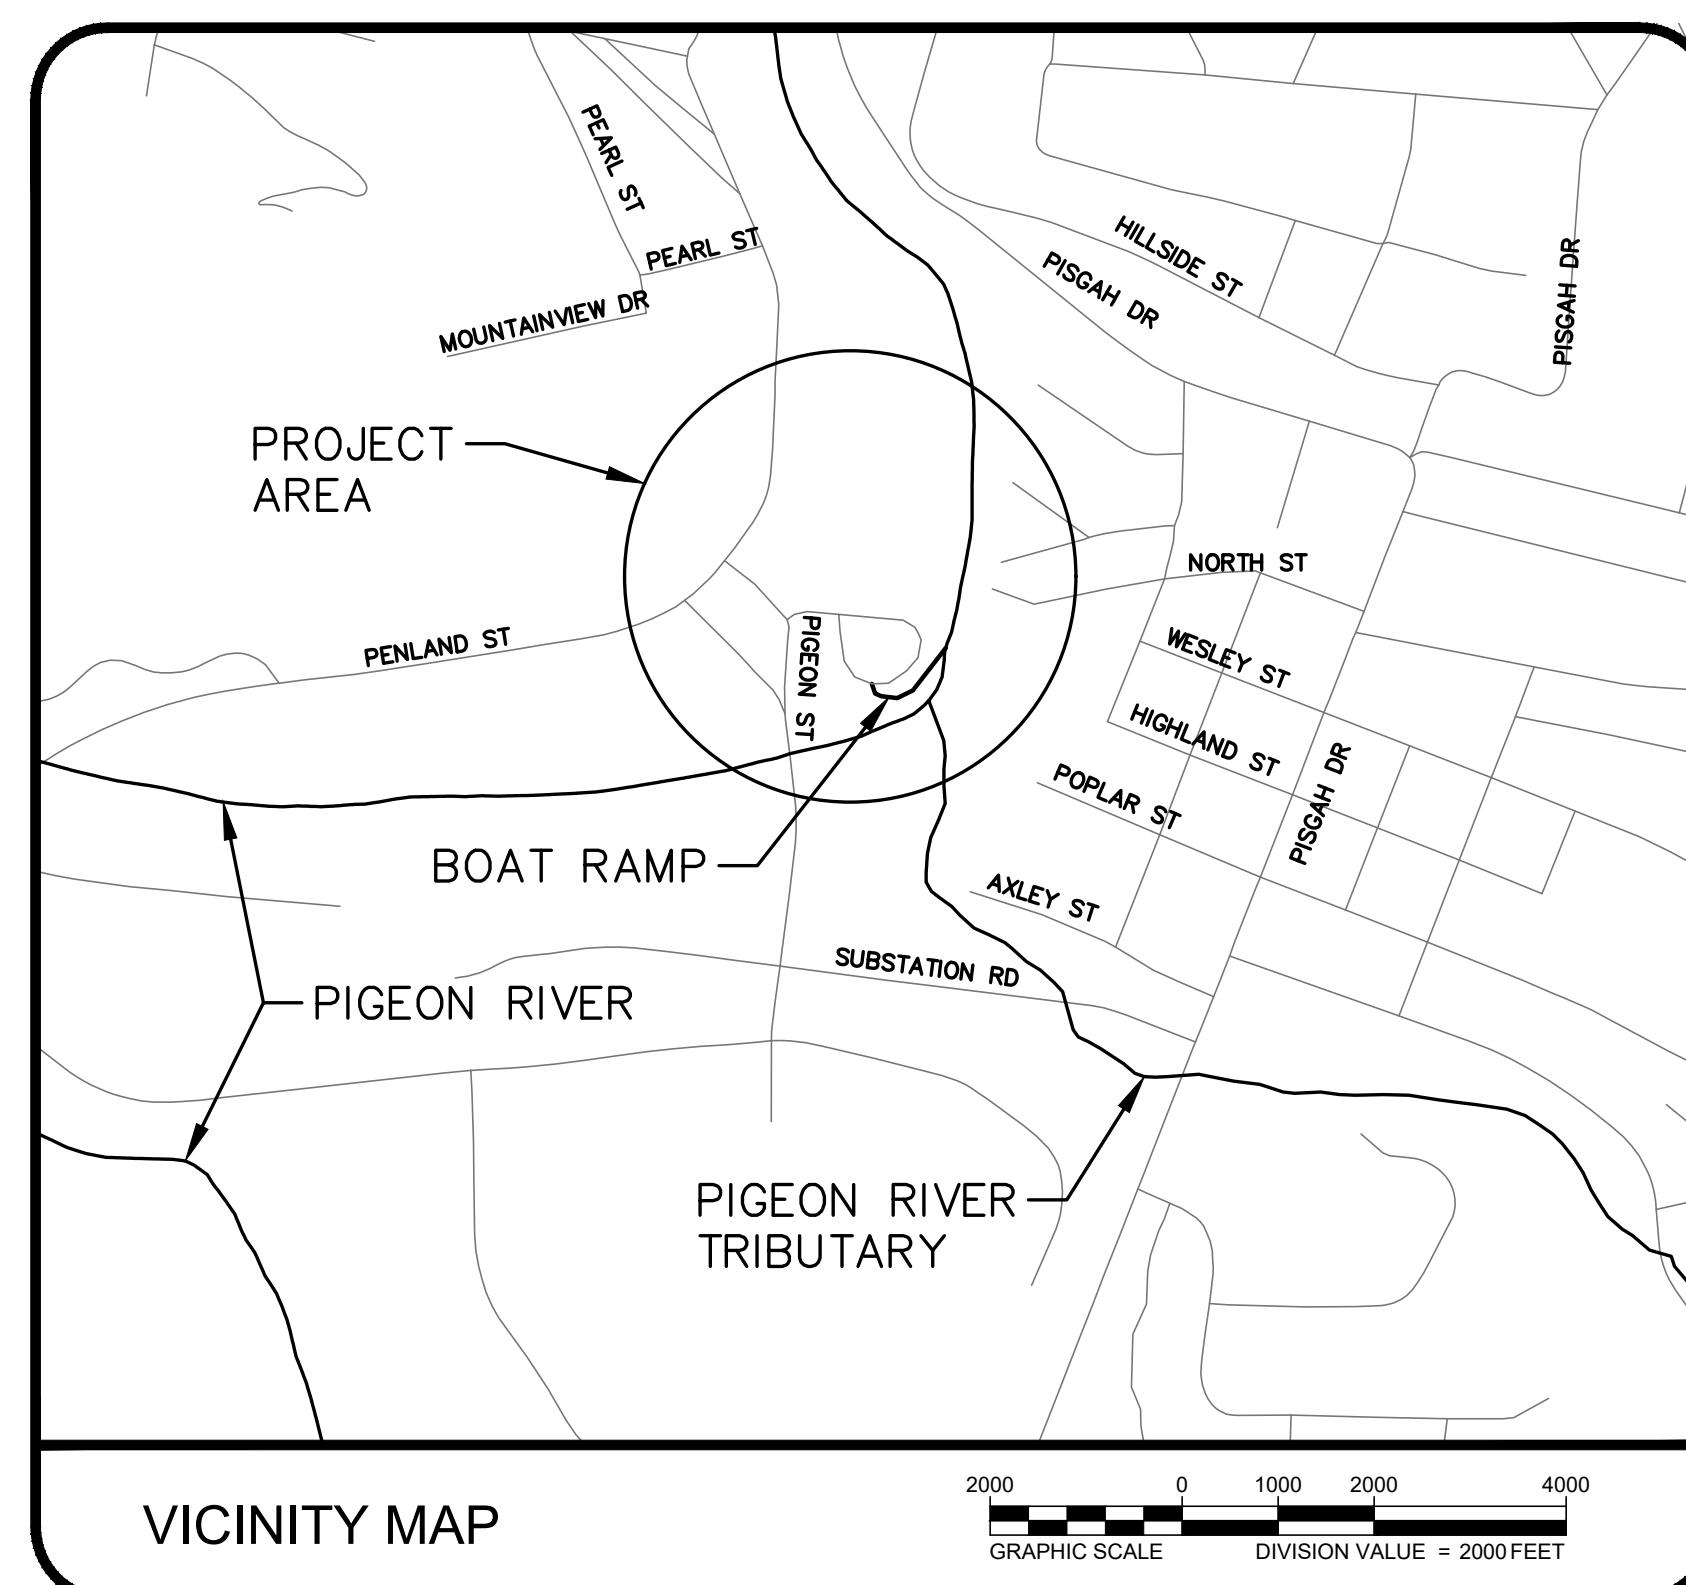 PEARL ST
PEARL ST
MOUNTAINVIEW DR
HILLSIDE ST
PISGAH DR
PISGAH DR
PROJECT
AREA
NORTH ST
PENLAND ST
PIGEON ST
WESLEY ST
HIGHLAND ST
POPLAR ST
PISGAH DR
BOAT RAMP
AXLEY ST
SUBSTATION RD
PIGEON RIVER
PIGEON RIVER
TRIBUTARY
VICINITY MAP
2000 0 1000 2000 4000
GRAPHIC SCALE DIVISION VALUE = 2000 FEET